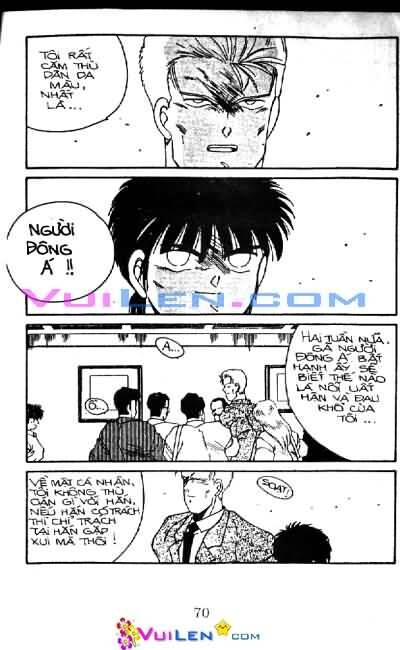 TÔI RẤT
CĂM THÙ
DÂN DA
MÀU,
NHẤT
LÀ...
NGƯỜI
ĐÔNG
Á !!
VuiLen.com
A...
Ồ...
HAI TUẦN NỮA,
GÃ NGƯỜI
ĐÔNG Á BẤT
HẠNH ẤY SẼ
BIẾT THẾ NÀO
LÀ NỖI UẤT
HẬN VÀ ĐAU
KHỔ CỦA
TÔI...
VỀ MẶT CÁ NHÂN,
TÔI KHÔNG THÙ
OÁN GÌ VỚI HẮN,
NẾU HẮN CÓ TRÁCH
THÌ CHỈ TRÁCH
TẠI HẮN GẶP
XUI MÀ THÔI !
SOẠT!
70
VuiLen.com